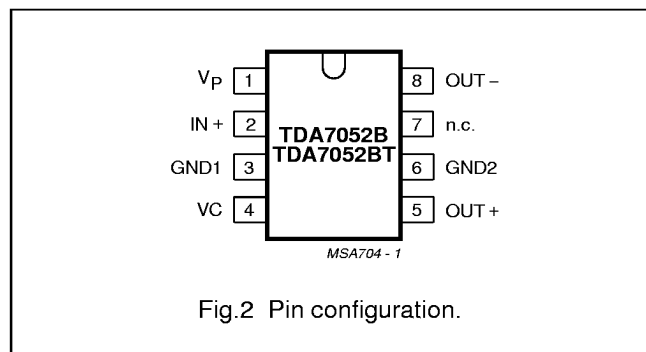 VP 1 8 OUT –
IN + 2 7 n.c.
TDA7052B
TDA7052BT
GND1 3 6 GND2
VC 4 5 OUT +
MSA704 - 1
Fig.2 Pin configuration.